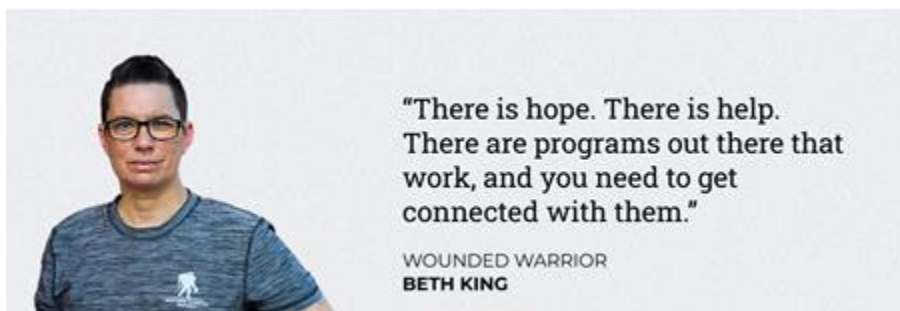 “There is hope. There is help.
There are programs out there that
work, and you need to get
connected with them.”
WOUNDED WARRIOR
BETH KING